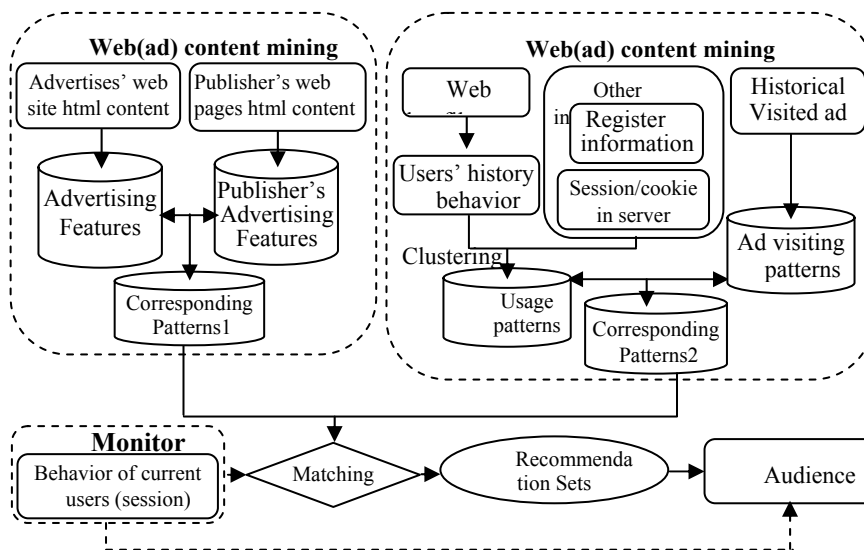 Web(ad) content mining
Advertises’ web
site html content
Publisher’s web
pages html content
Advertising
Features
Publisher’s
Advertising
Features
Corresponding
Patterns1
Web(ad) content mining
Web
Other
in
Register
information
Session/cookie
in server
Historical
Visited ad
Users’ history
behavior
Clustering
Usage
patterns
Ad visiting
patterns
Corresponding
Patterns2
Monitor
Behavior of current
users (session)
Matching
Recommenda
tion Sets
Audience